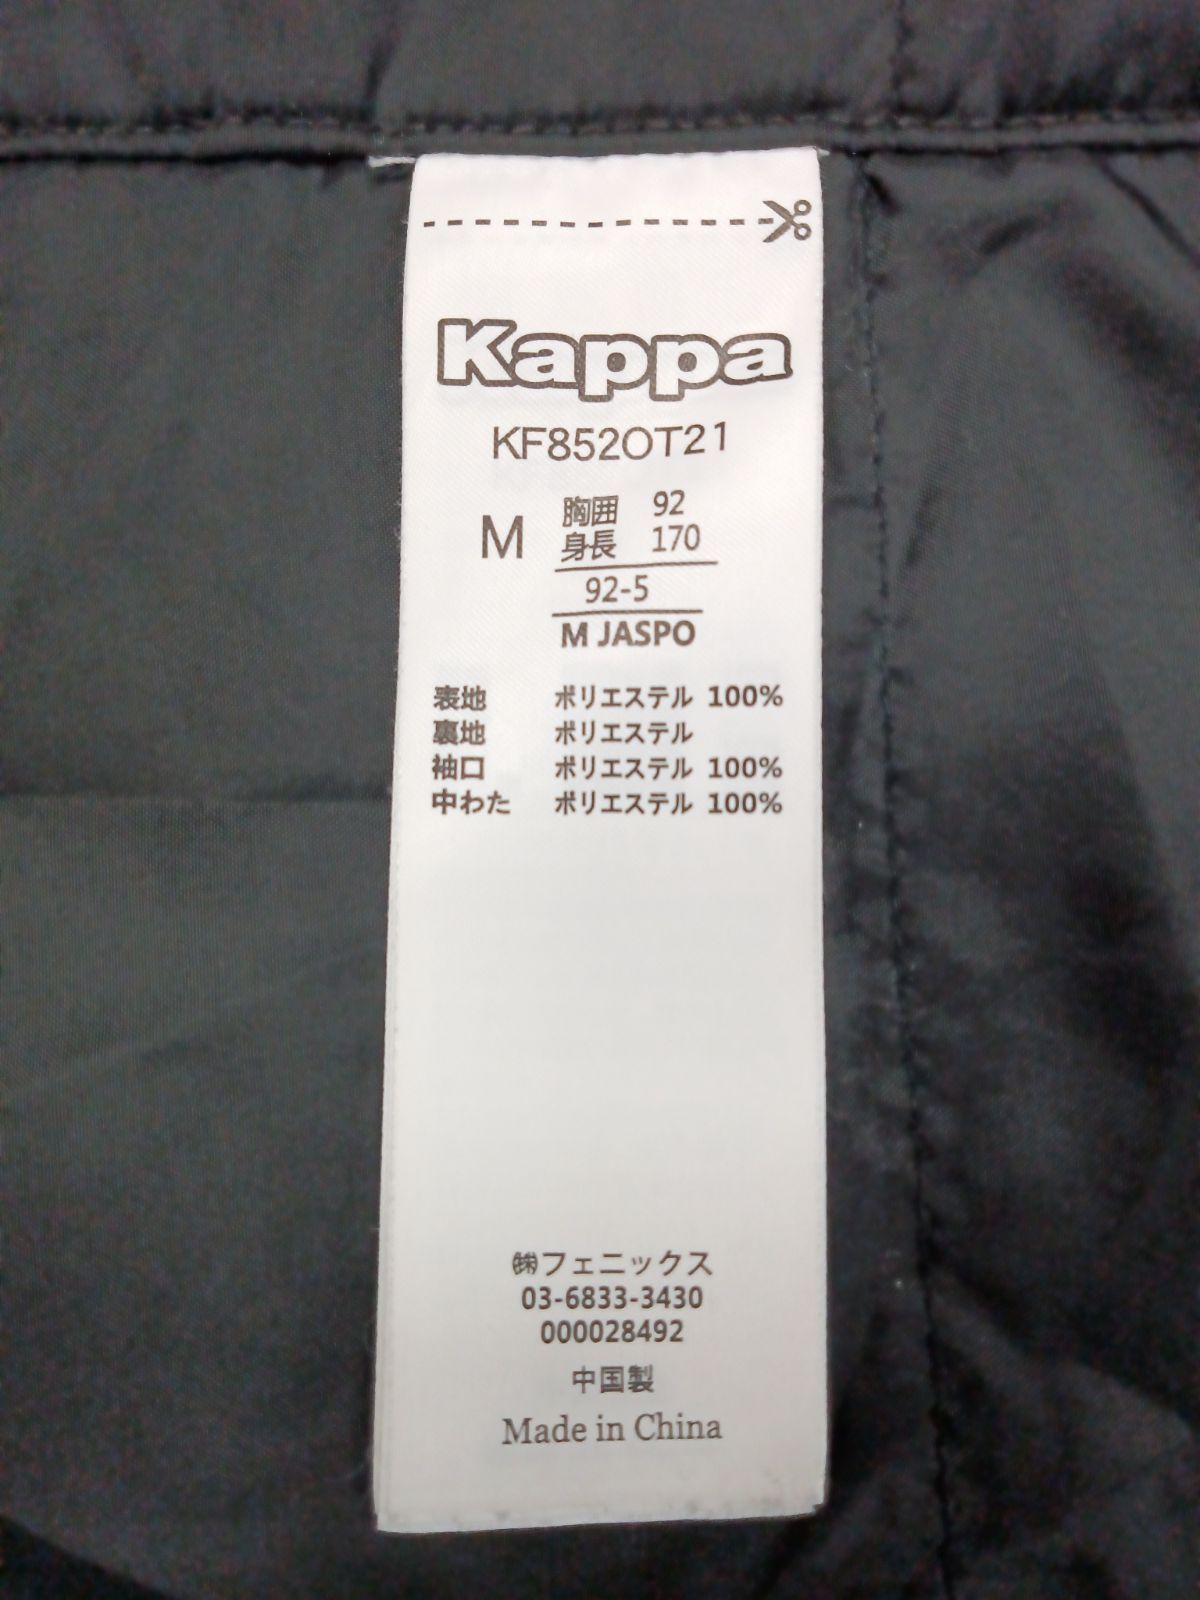 Kappa
KF852OT21
M 胸囲 92
身長 170
92-5
M JASPO
表地 ポリエステル 100%
裏地 ポリエステル
袖口 ポリエステル 100%
中わた ポリエステル 100%
㈱フェニックス
03-6833-3430
000028492
中国製
Made in China